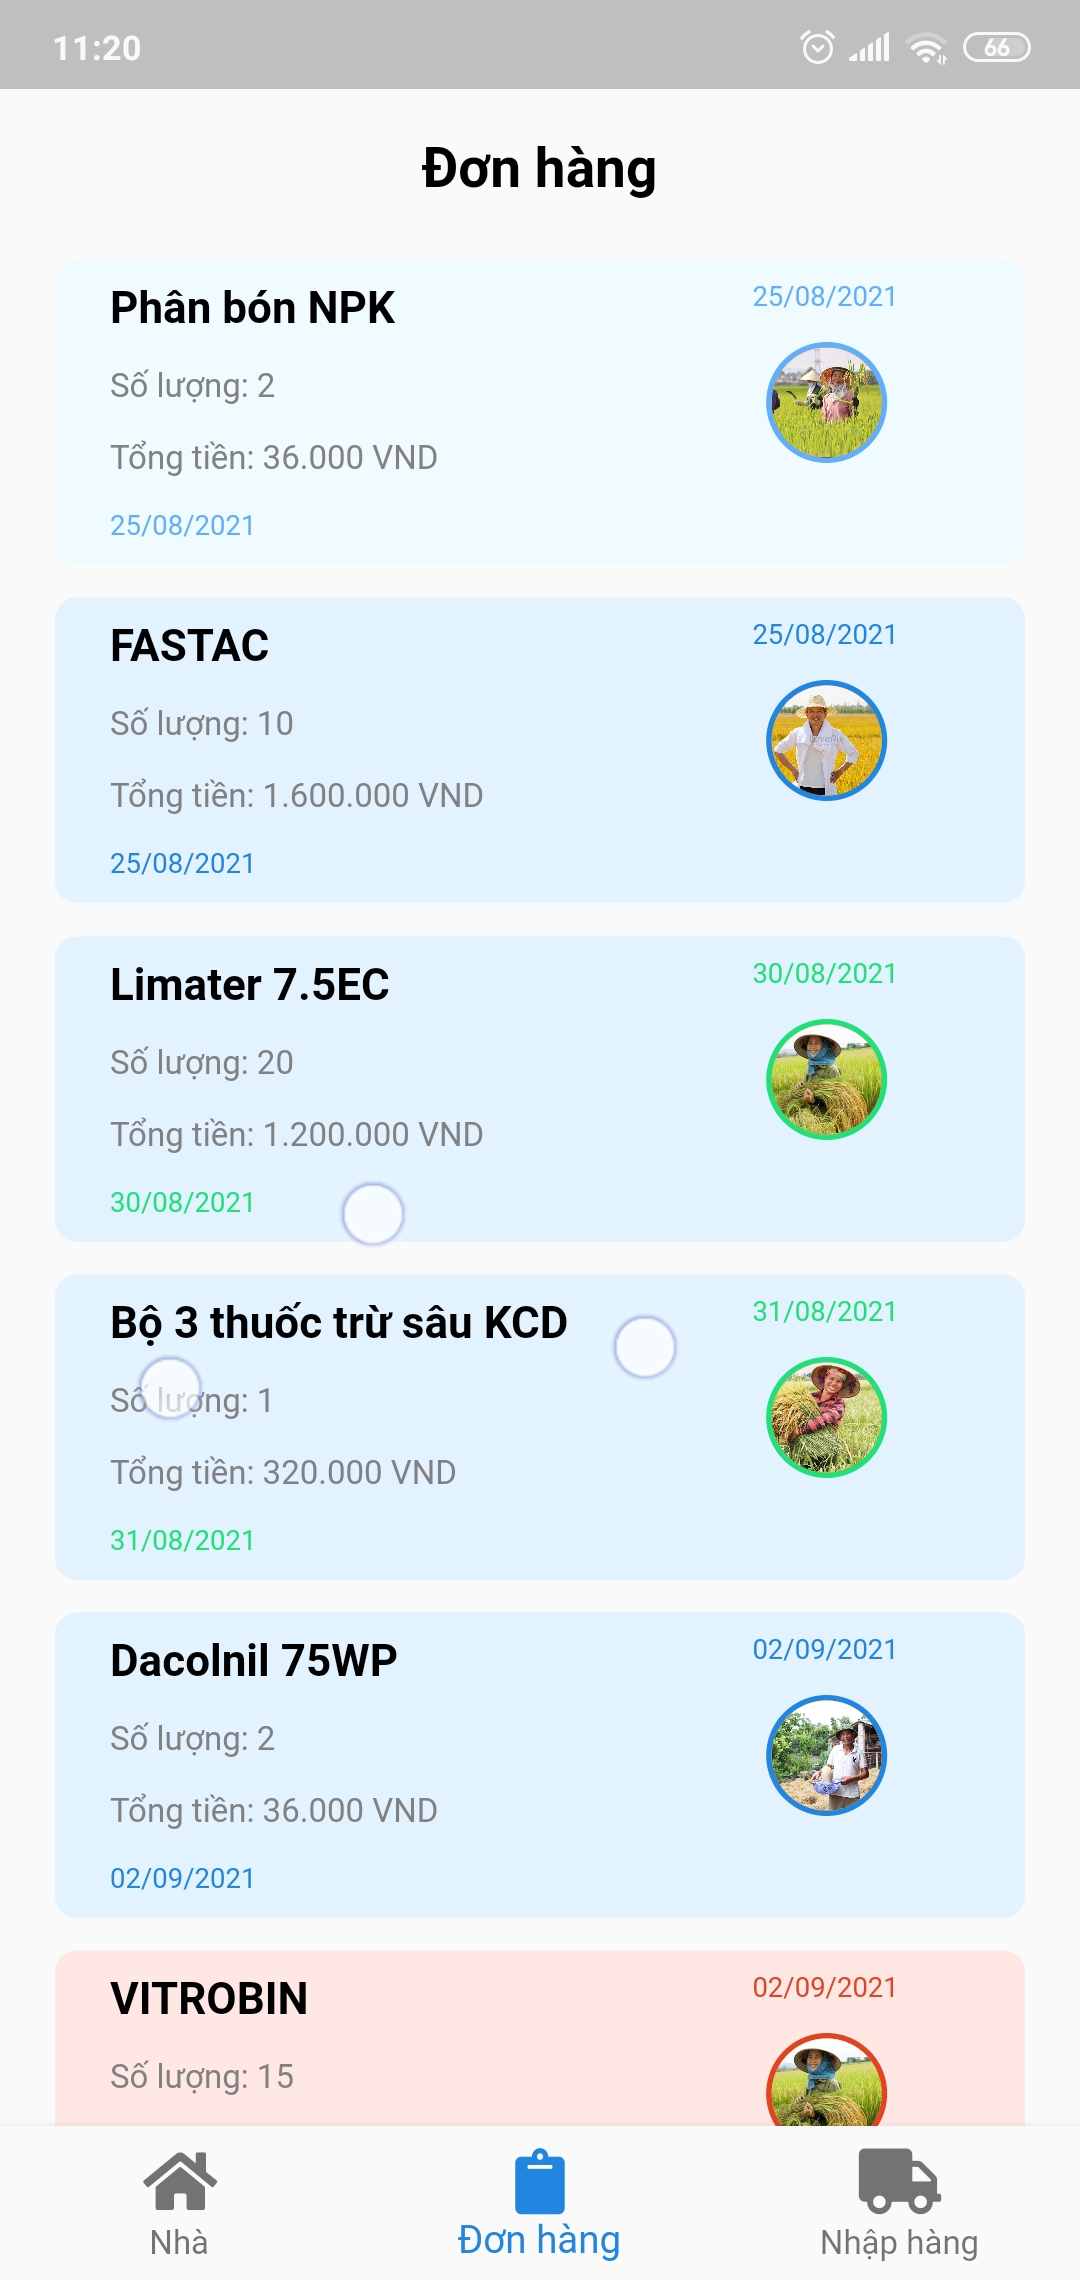 11:20
66
Đơn hàng
Phân bón NPK
25/08/2021
Số lượng: 2
Tổng tiền: 36.000 VND
25/08/2021
FASTAC
25/08/2021
Số lượng: 10
Tổng tiền: 1.600.000 VND
25/08/2021
Limater 7.5EC
30/08/2021
Số lượng: 20
Tổng tiền: 1.200.000 VND
30/08/2021
Bộ 3 thuốc trừ sâu KCD
31/08/2021
Số lượng: 1
Tổng tiền: 320.000 VND
31/08/2021
Dacolnil 75WP
02/09/2021
Số lượng: 2
Tổng tiền: 36.000 VND
02/09/2021
VITROBIN
02/09/2021
Số lượng: 15
Nhà
Đơn hàng
Nhập hàng